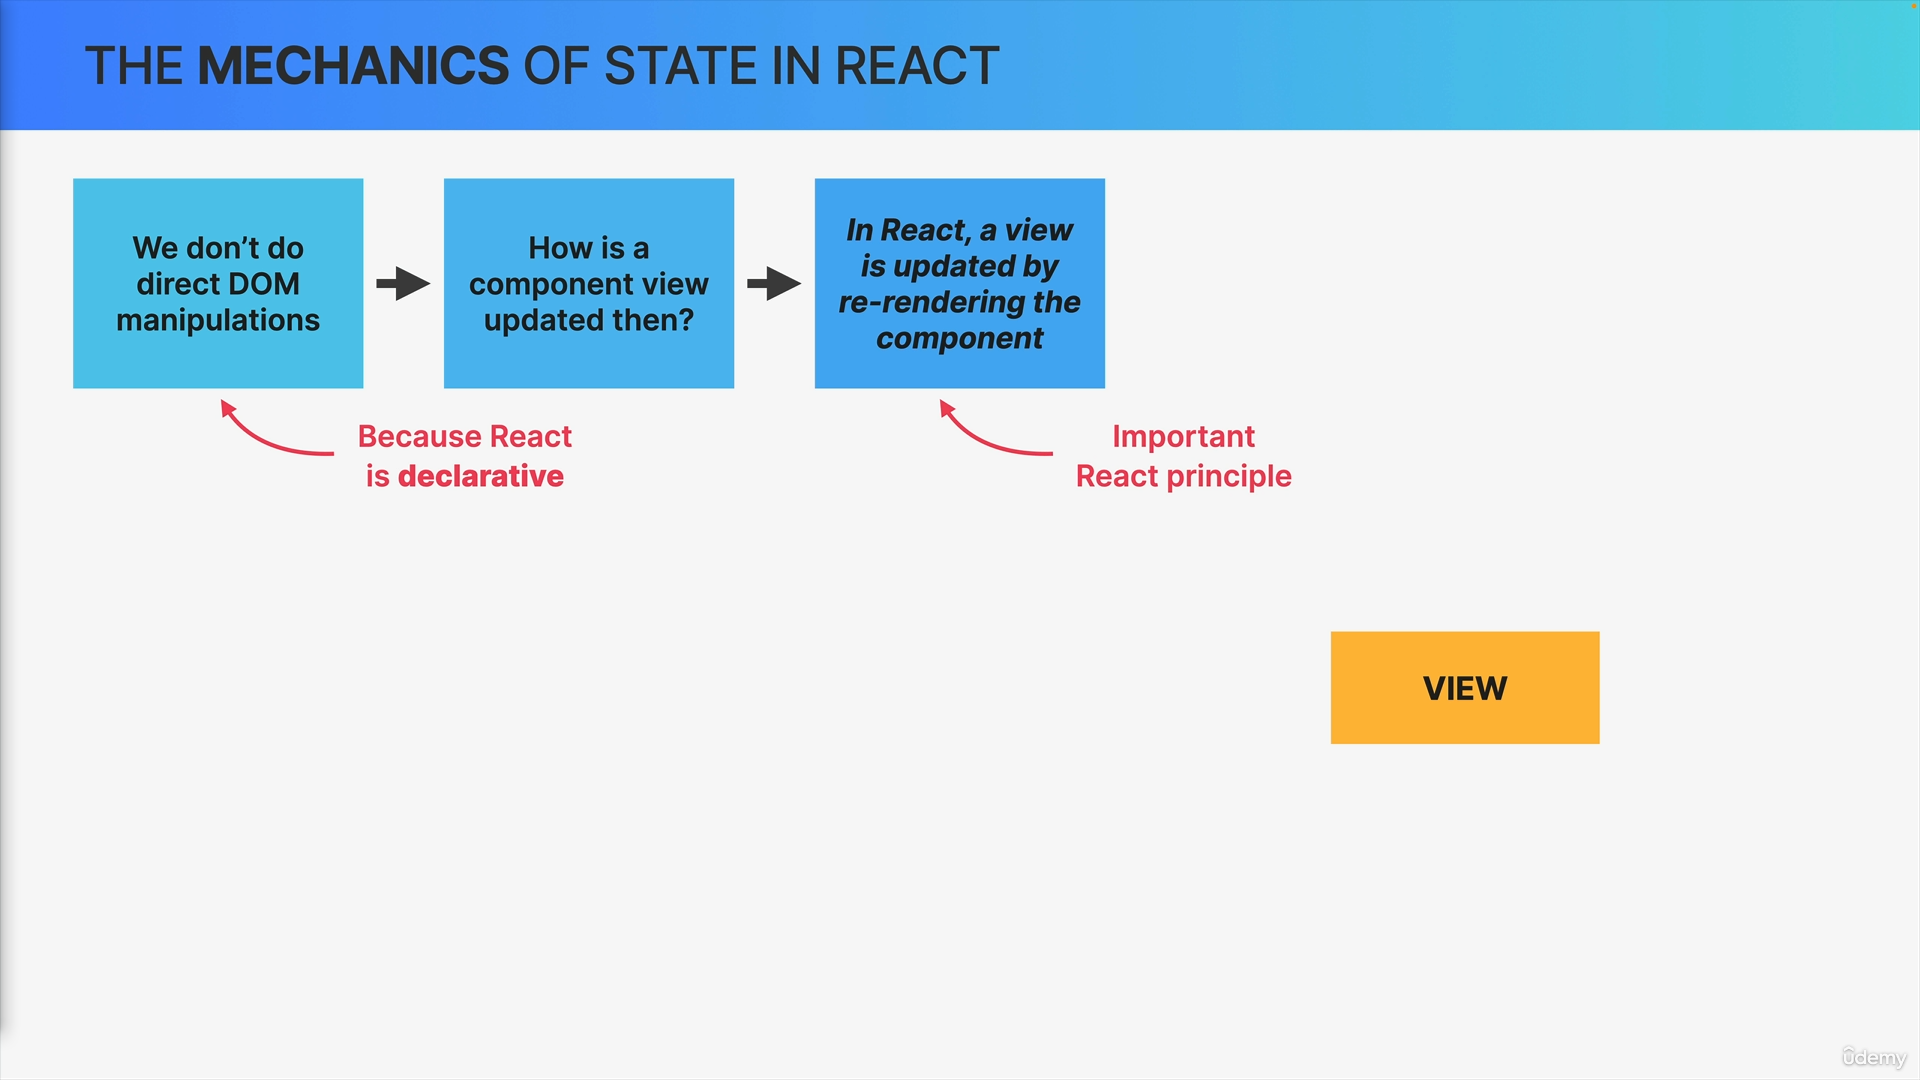 THE MECHANICS OF STATE IN REACT
We don’t do
direct DOM
manipulations
How is a
component view
updated then?
In React, a view
is updated by
re-rendering the
component
Because React
is declarative
Important
React principle
VIEW
ûdemy